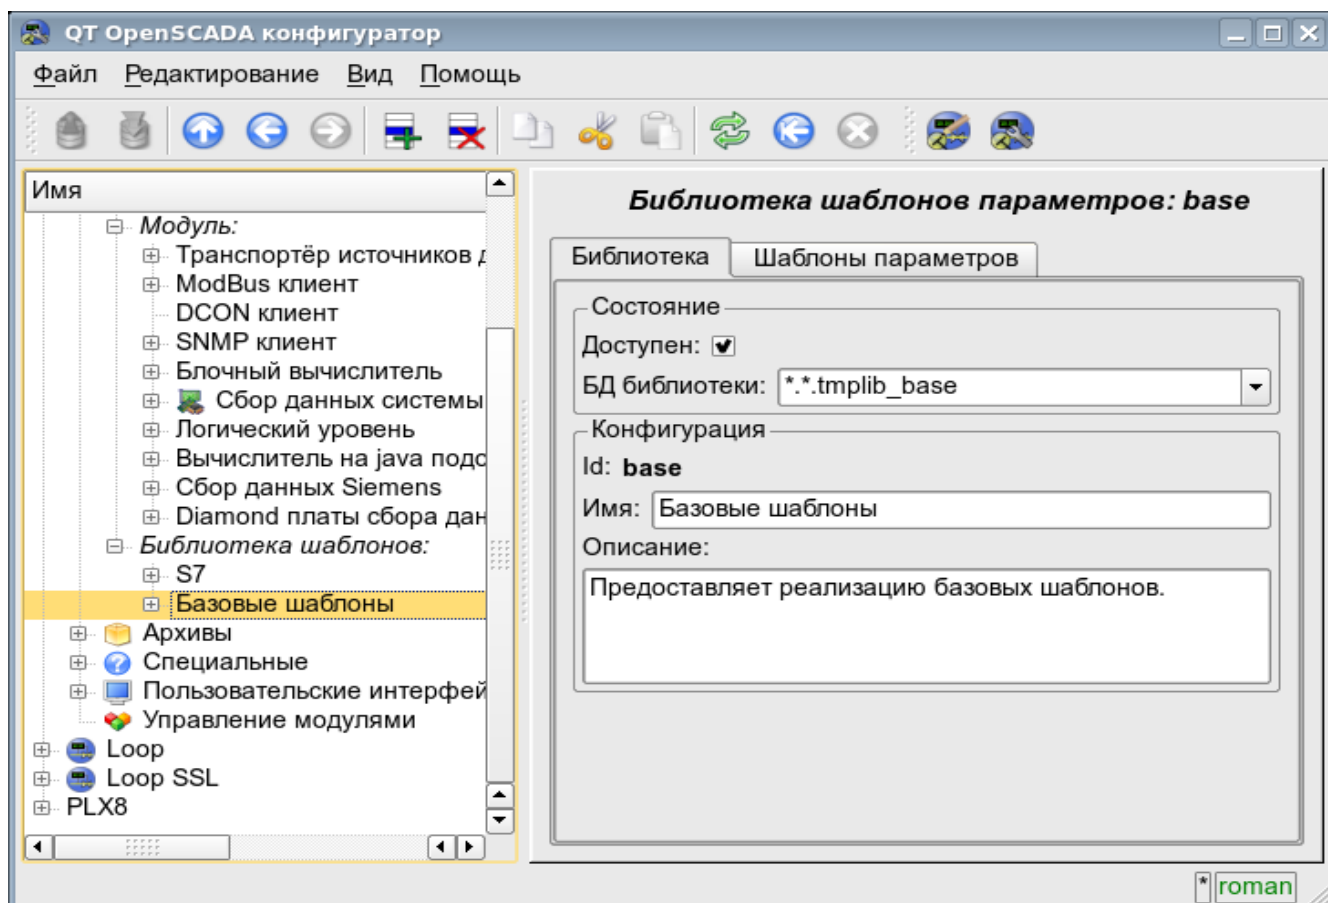 QT OpenSCADA конфигуратор
Файл Редактирование Вид Помощь
Имя
Модуль:
Транспортёр источников д
ModBus клиент
DCON клиент
SNMP клиент
Блочный вычислитель
Сбор данных системы
Логический уровень
Вычислитель на java подо
Сбор данных Siemens
Diamond платы сбора дан
Библиотека шаблонов:
S7
Базовые шаблоны
Архивы
Специальные
Пользовательские интерфей
Управление модулями
Loop
Loop SSL
PLX8
Библиотека шаблонов параметров: base
Библиотека Шаблоны параметров
Состояние
Доступен:
БД библиотеки: *.*.tmplib_base
Конфигурация
Id: base
Имя: Базовые шаблоны
Описание:
Предоставляет реализацию базовых шаблонов.
* roman